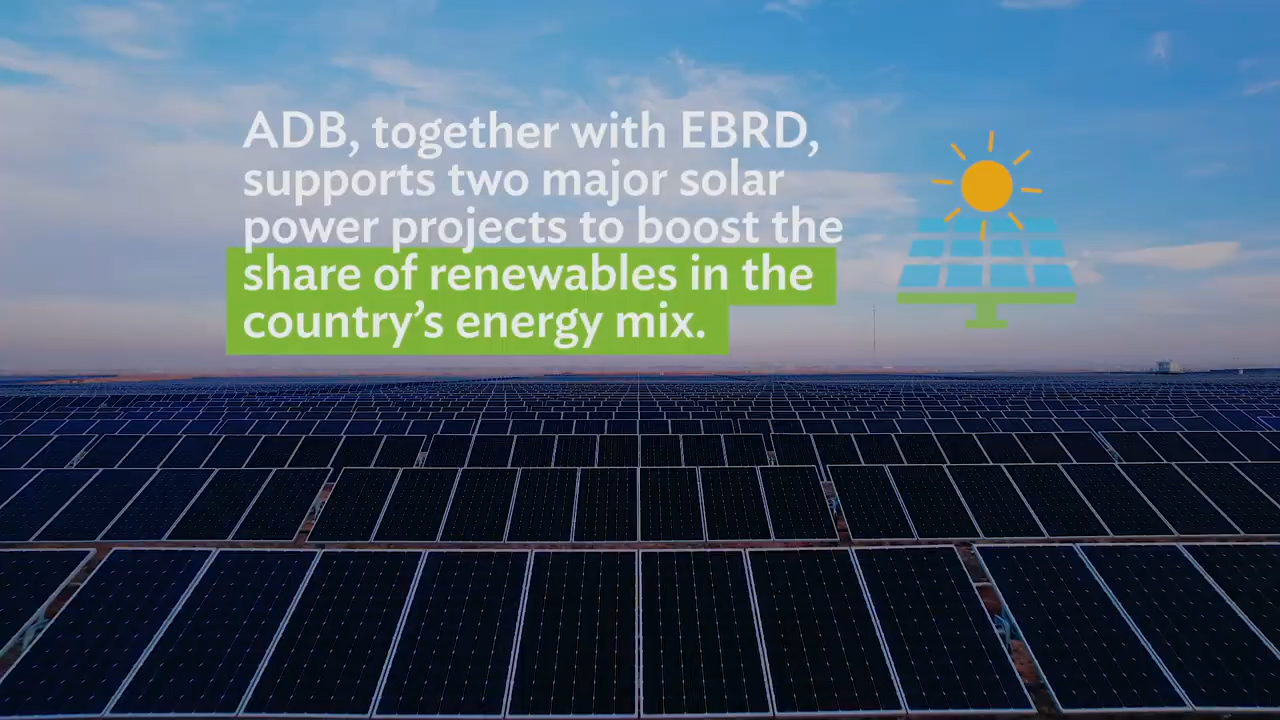 ADB, together with EBRD,
supports two major solar
power projects to boost the
share of renewables in the
country’s energy mix.